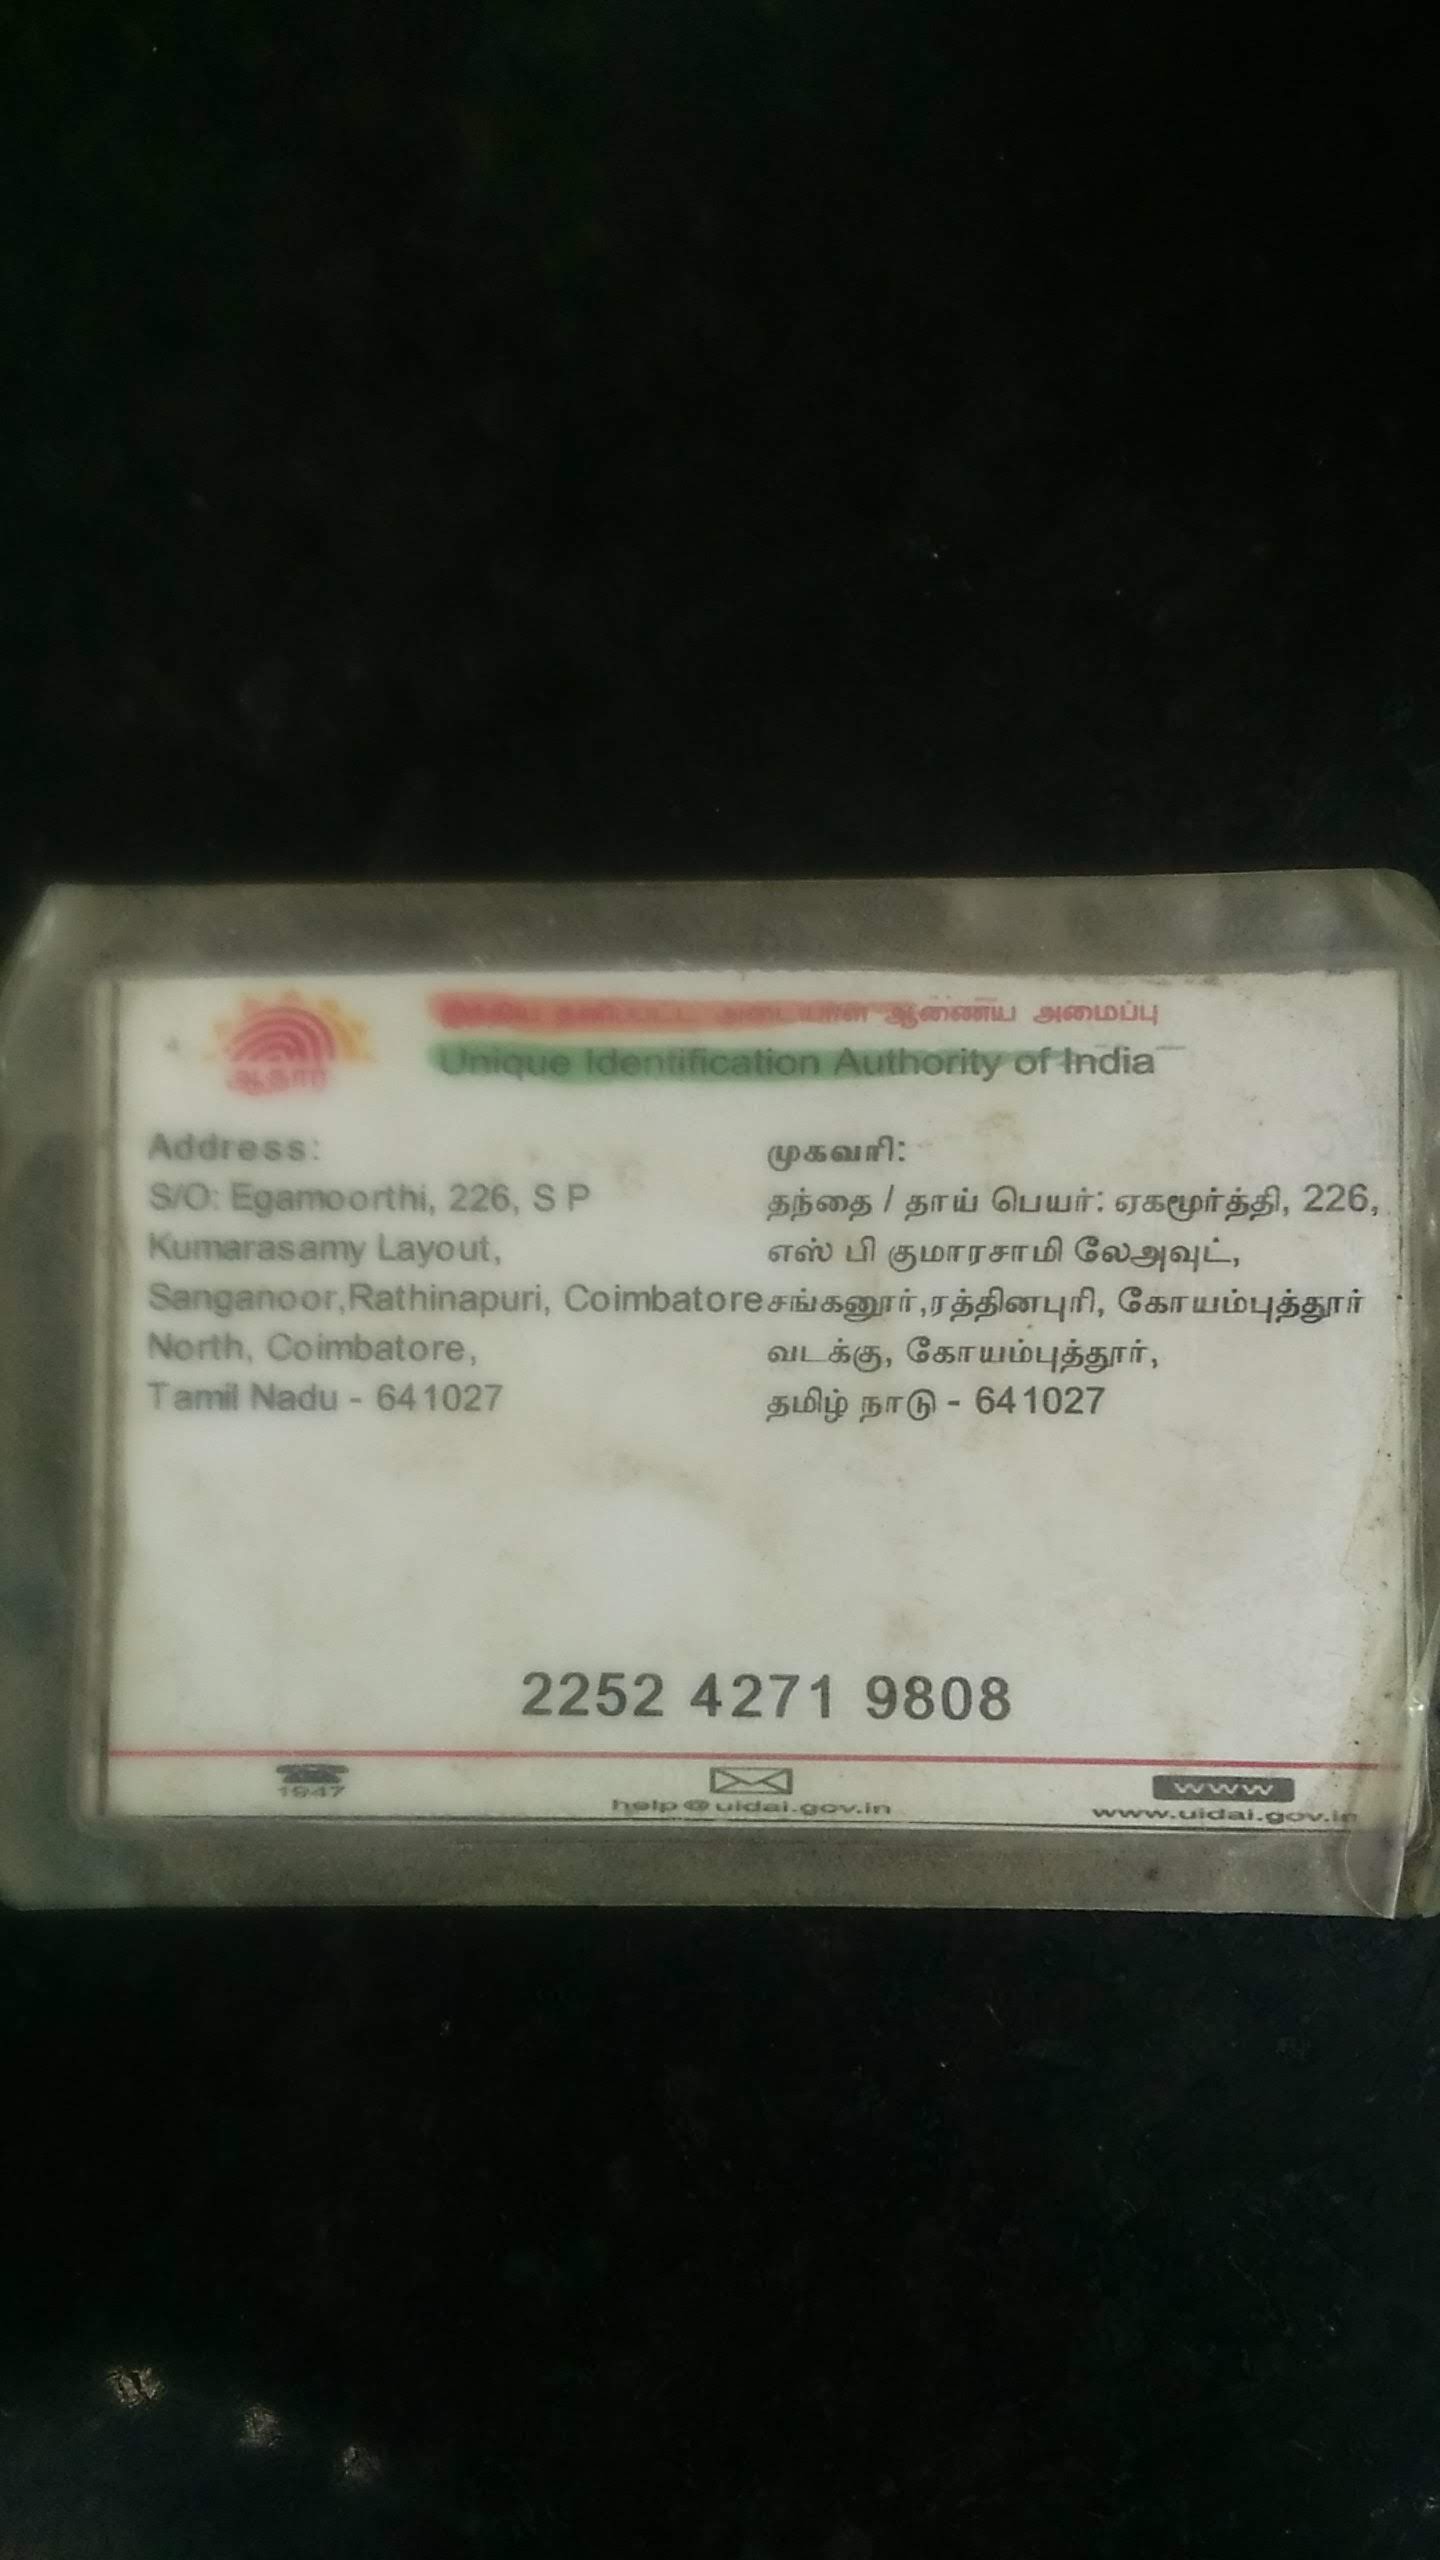 ஆதார்
ஆணைய அமைப்பு
Unique Identification Authority of India
Address:
S/O: Egamoorthi, 226, S P
Kumarasamy Layout,
Sanganoor,Rathinapuri, Coimbatore
North, Coimbatore,
Tamil Nadu - 641027
முகவரி:
தந்தை / தாய் பெயர்: ஏகமூர்த்தி, 226,
எஸ் பி குமாரசாமி லேஅவுட்,
சங்கனூர்,ரத்தினபுரி, கோயம்புத்தூர்
வடக்கு, கோயம்புத்தூர்,
தமிழ் நாடு - 641027
2252 4271 9808
1947
help@uidai.gov.in
www
www.uidai.gov.in